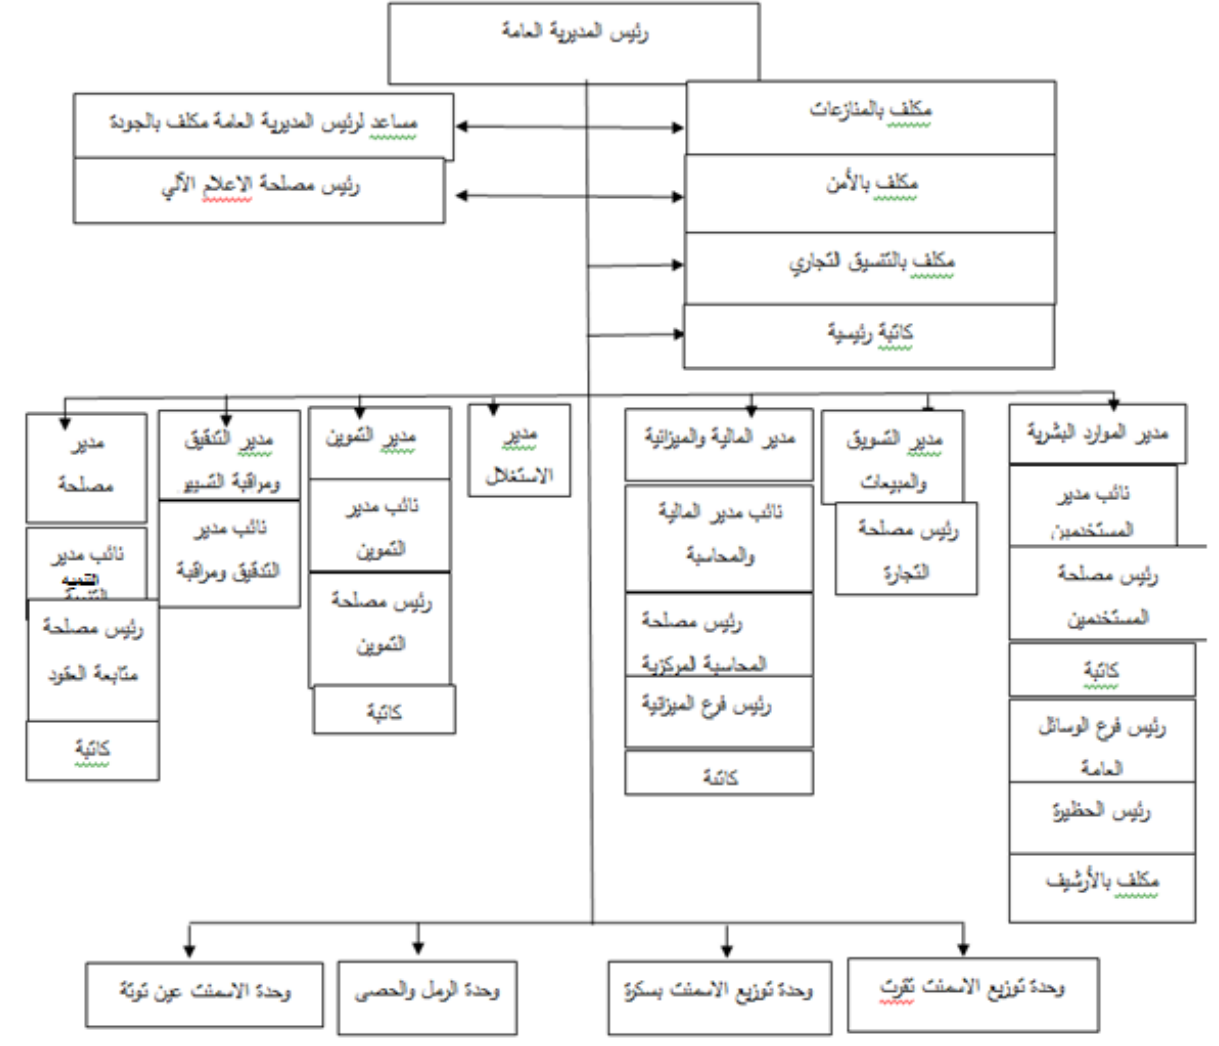 رئيس المديرية العامة
مكلف بالمنازعات
مساعد لرئيس المديرية العامة مكلف بالجودة
مكلف بالأمن
رئيس مصلحة الاعلام الآلي
مكلف بالتنسيق التجاري
كاتبة رئيسية
مدير الموارد البشرية
نائب مدير
المستخدمين
رئيس مصلحة
المستخدمين
كاتبة
رئيس فرع الوسائل
العامة
رئيس الحظيرة
مكلف بالأرشيف
مدير التسويق
والمبيعات
رئيس مصلحة
التجارة
مدير المالية والميزانية
نائب مدير المالية
والمحاسبة
رئيس مصلحة
المحاسبة المركزية
رئيس فرع الميزانية
كاتبة
مدير
الاستغلال
مدير التموين
نائب مدير
التموين
رئيس مصلحة
التموين
كاتبة
مدير التدقيق
ومراقبة التسيير
نائب مدير
التدقيق ومراقبة
مدير
مصلحة
نائب مدير
رئيس مصلحة
متابعة العقود
كاتبة
وحدة توزيع الاسمنت تقرت
وحدة توزيع الاسمنت بسكرة
وحدة الرمل والحصى
وحدة الاسمنت عين توتة